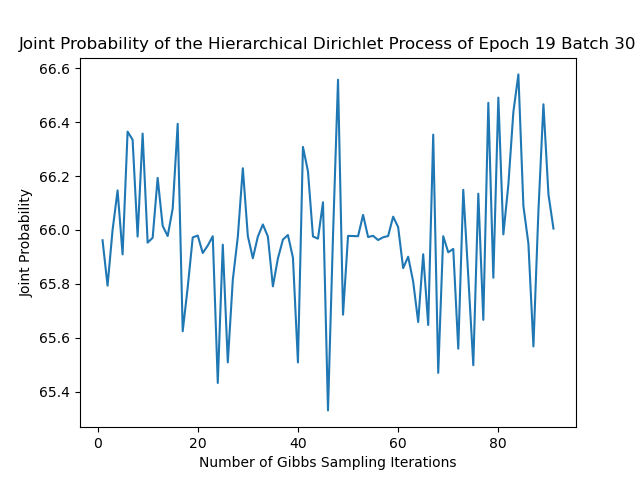 Joint Probability of the Hierarchical Dirichlet Process of Epoch 19 Batch 30
66.6
66.4
66.2
66.0
65.8
65.6
65.4
Joint Probability
0 20 40 60 80
Number of Gibbs Sampling Iterations